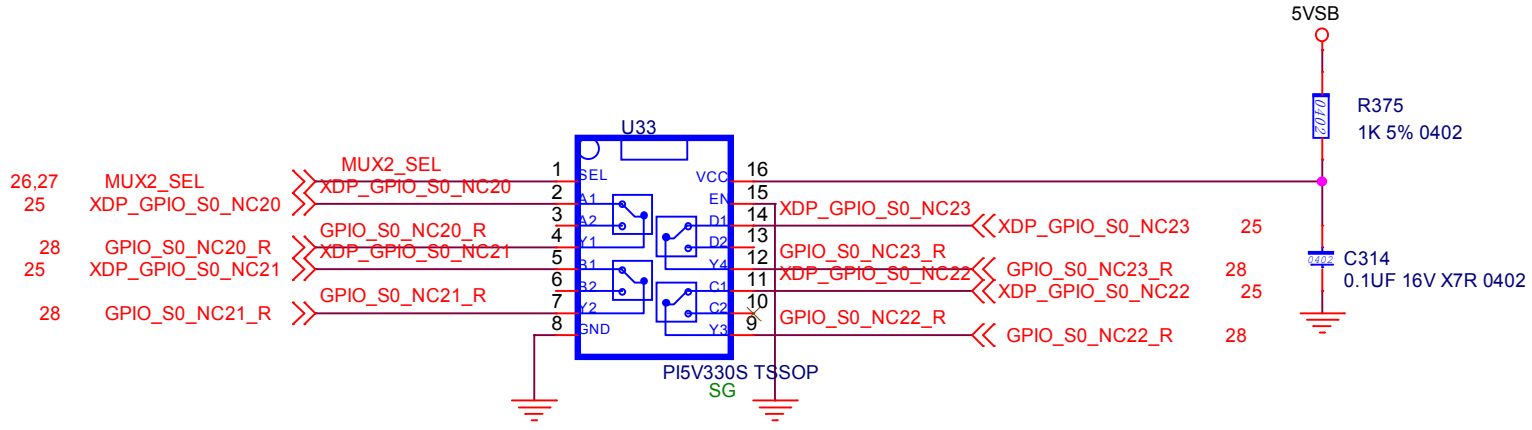 5VSB
R375
1K 5% 0402
0402
U33
26,27 MUX2_SEL MUX2_SEL 1 SEL VCC 16
25 XDP_GPIO_S0_NC20 XDP_GPIO_S0_NC20 2 A1 EN 15
3 A2 D1 14 XDP_GPIO_S0_NC23 XDP_GPIO_S0_NC23 25
28 GPIO_S0_NC20_R GPIO_S0_NC20_R 4 Y1 D2 13
25 XDP_GPIO_S0_NC21 XDP_GPIO_S0_NC21 5 B1 Y4 12 GPIO_S0_NC23_R GPIO_S0_NC23_R 28
6 B2 C1 11 XDP_GPIO_S0_NC22 XDP_GPIO_S0_NC22 25
28 GPIO_S0_NC21_R GPIO_S0_NC21_R 7 Y2 C2 10
8 GND Y3 9 GPIO_S0_NC22_R GPIO_S0_NC22_R 28
0402
C314
0.1UF 16V X7R 0402
PI5V330S TSSOP
SG